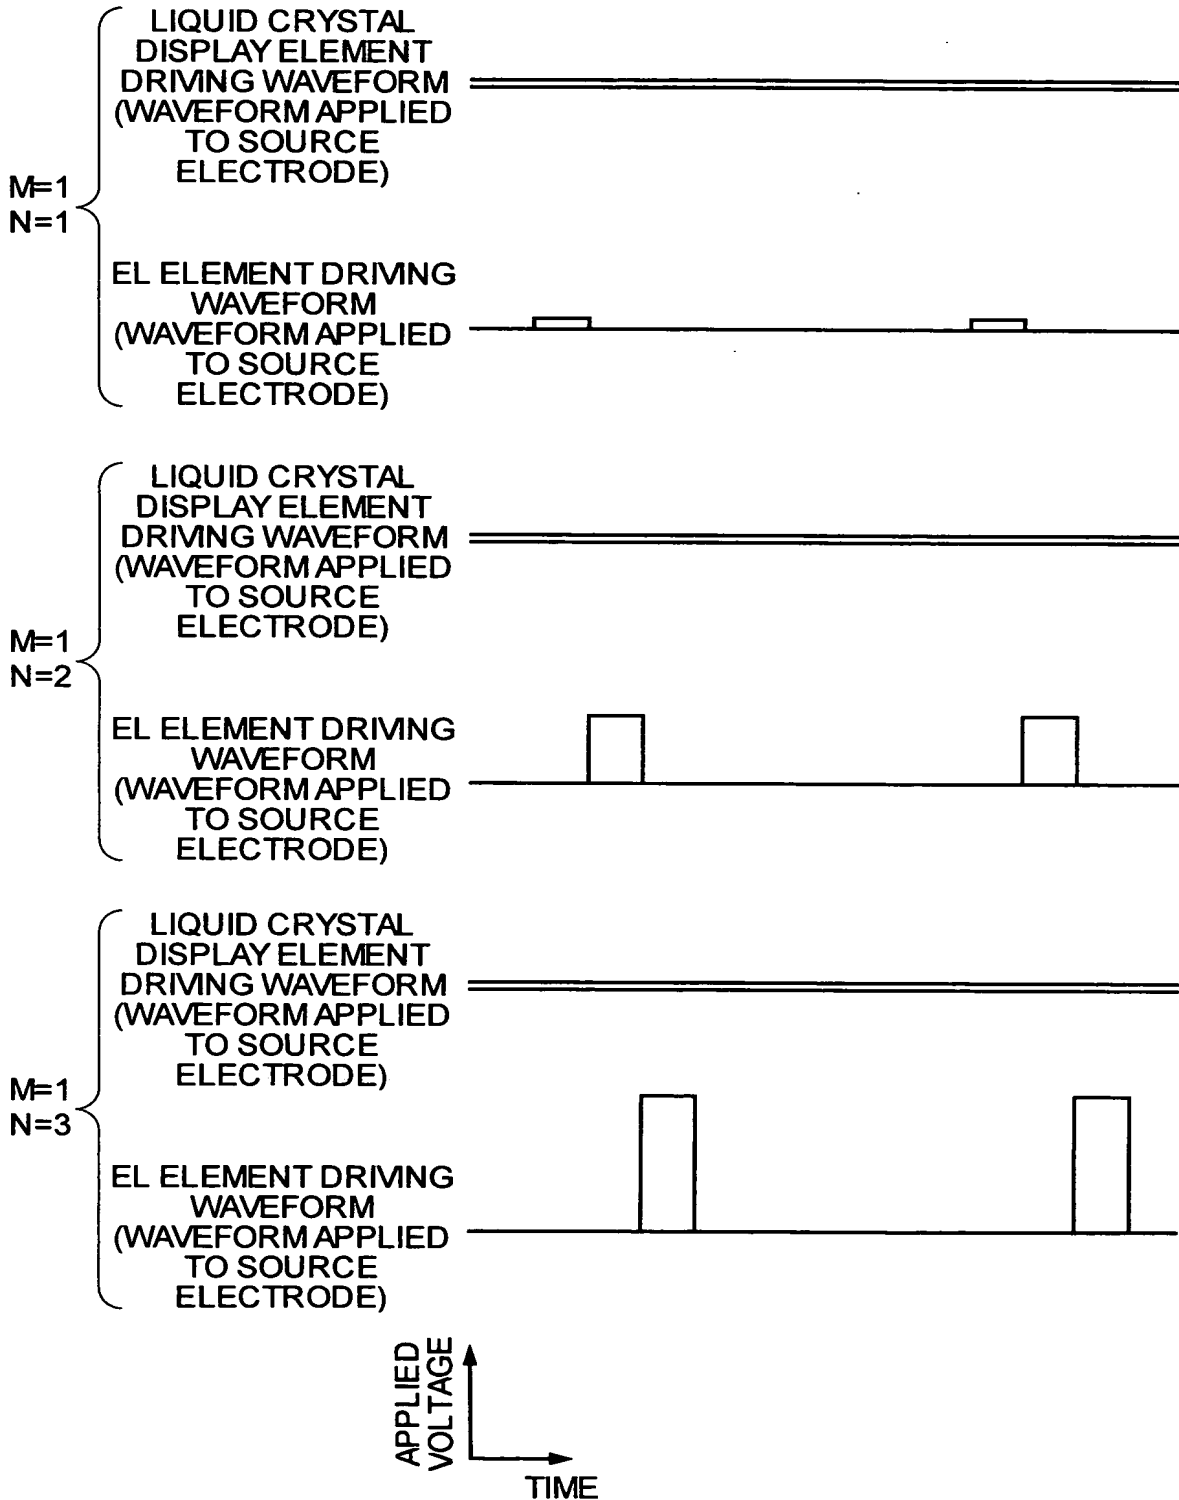 LIQUID CRYSTAL
DISPLAY ELEMENT
DRIVING WAVEFORM
(WAVEFORM APPLIED
TO SOURCE
ELECTRODE)
M=1
N=1
EL ELEMENT DRIVING
WAVEFORM
(WAVEFORM APPLIED
TO SOURCE
ELECTRODE)
LIQUID CRYSTAL
DISPLAY ELEMENT
DRIVING WAVEFORM
(WAVEFORM APPLIED
TO SOURCE
ELECTRODE)
M=1
N=2
EL ELEMENT DRIVING
WAVEFORM
(WAVEFORM APPLIED
TO SOURCE
ELECTRODE)
LIQUID CRYSTAL
DISPLAY ELEMENT
DRIVING WAVEFORM
(WAVEFORM APPLIED
TO SOURCE
ELECTRODE)
M=1
N=3
EL ELEMENT DRIVING
WAVEFORM
(WAVEFORM APPLIED
TO SOURCE
ELECTRODE)
APPLIED
VOLTAGE
TIME